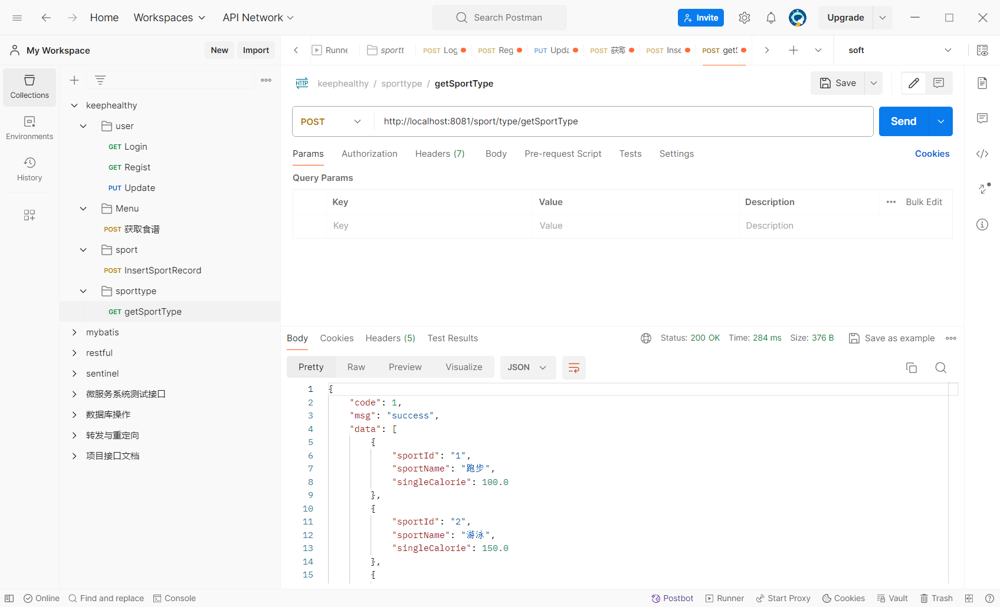 Home Workspaces API Network Search Postman Invite Upgrade
My Workspace New Import Runne sportt POST Log POST Reg PUT Upda POST 获取 POST Inse POST getS soft
Collections
Environments
History
keephealthy
user
GET Login
GET Regist
PUT Update
Menu
POST 获取食谱
sport
POST InsertSportRecord
sporttype
GET getSportType
mybatis
restful
sentinel
微服务系统测试接口
数据库操作
转发与重定向
项目接口文档
HTTP keephealthy / sporttype / getSportType Save
POST http://localhost:8081/sport/type/getSportType Send
Params Authorization Headers (7) Body Pre-request Script Tests Settings Cookies
Query Params
Key Value Description Bulk Edit
Key Value Description
Body Cookies Headers (5) Test Results Status: 200 OK Time: 284 ms Size: 376 B Save as example
Pretty Raw Preview Visualize JSON
1 {
2 "code": 1,
3 "msg": "success",
4 "data": [
5 {
6 "sportId": "1",
7 "sportName": "跑步",
8 "singleCalorie": 100.0
9 },
10 {
11 "sportId": "2",
12 "sportName": "游泳",
13 "singleCalorie": 150.0
14 },
15 {
Online Find and replace Console Postbot Runner Start Proxy Cookies Vault Trash